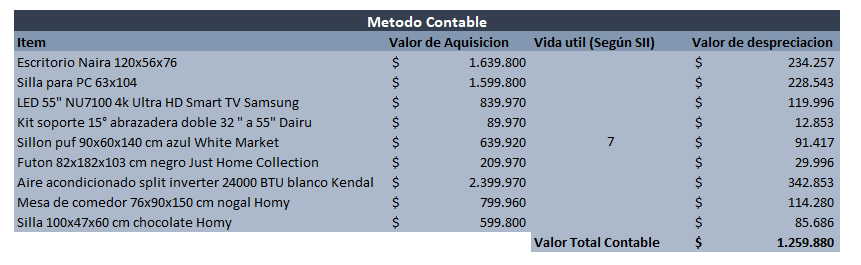 Metodo Contable
Item Valor de Aquisicion Vida util (Según SII) Valor de despreciacion
Escritorio Naira 120x56x76 $ 1.639.800 $ 234.257
Silla para PC 63x104 $ 1.599.800 $ 228.543
LED 55" NU7100 4k Ultra HD Smart TV Samsung $ 839.970 $ 119.996
Kit soporte 15° abrazadera doble 32 " a 55" Dairu $ 89.970 $ 12.853
Sillon puf 90x60x140 cm azul White Market $ 639.920 7 $ 91.417
Futon 82x182x103 cm negro Just Home Collection $ 209.970 $ 29.996
Aire acondicionado split inverter 24000 BTU blanco Kendal $ 2.399.970 $ 342.853
Mesa de comedor 76x90x150 cm nogal Homy $ 799.960 $ 114.280
Silla 100x47x60 cm chocolate Homy $ 599.800 $ 85.686
Valor Total Contable $ 1.259.880